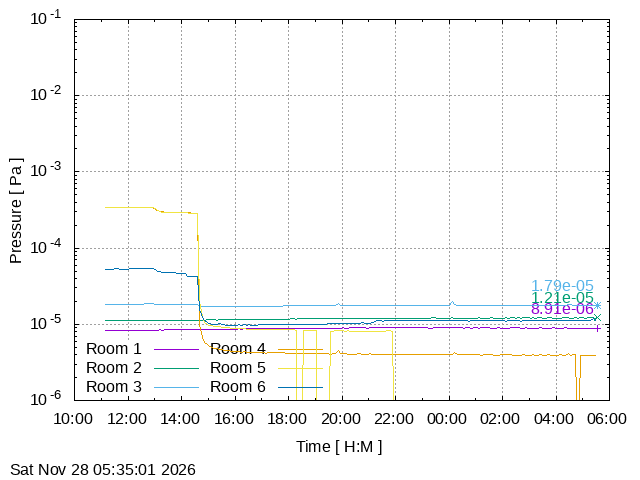 10^-1
10^-2
10^-3
10^-4
10^-5
10^-6
Pressure [ Pa ]
1.79e-05
1.21e-05
8.91e-06
Room 1
Room 2
Room 3
Room 4
Room 5
Room 6
10:00 12:00 14:00 16:00 18:00 20:00 22:00 00:00 02:00 04:00 06:00
Time [ H:M ]
Sat Nov 28 05:35:01 2026